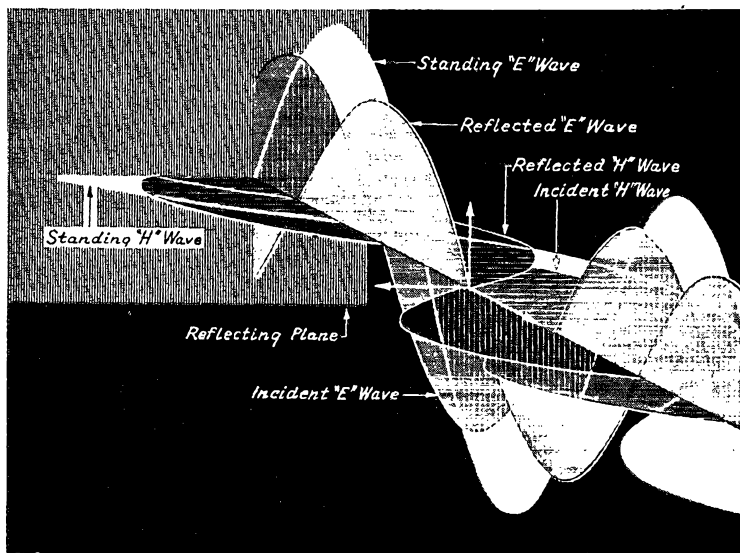 Standing "E" Wave
Reflected "E" Wave
Reflected "H" Wave
Incident "H" Wave
Standing "H" Wave
Reflecting Plane
Incident "E" Wave